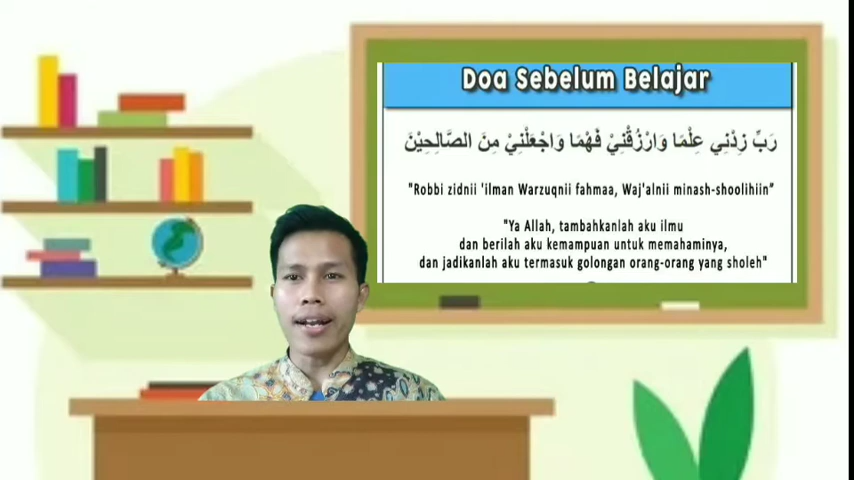 Doa Sebelum Belajar
رَبِّ زِدْنِي عِلْمًا وَارْزُقْنِيْ فَهْمًا وَاجْعَلْنِيْ مِنَ الصَّالِحِيْنَ
"Robbi zidnii 'ilman Warzuqnii fahmaa, Waj'alnii minash-shoolihiin”
"Ya Allah, tambahkanlah aku ilmu
dan berilah aku kemampuan untuk memahaminya,
dan jadikanlah aku termasuk golongan orang-orang yang sholeh"